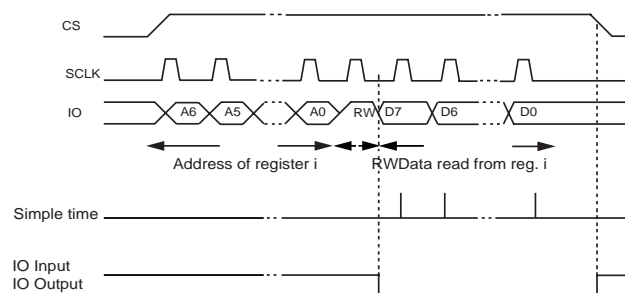 CS
SCLK
IO A6 A5 A0 RW D7 D6 D0
Address of register i RWData read from reg. i
Simple time
IO Input
IO Output